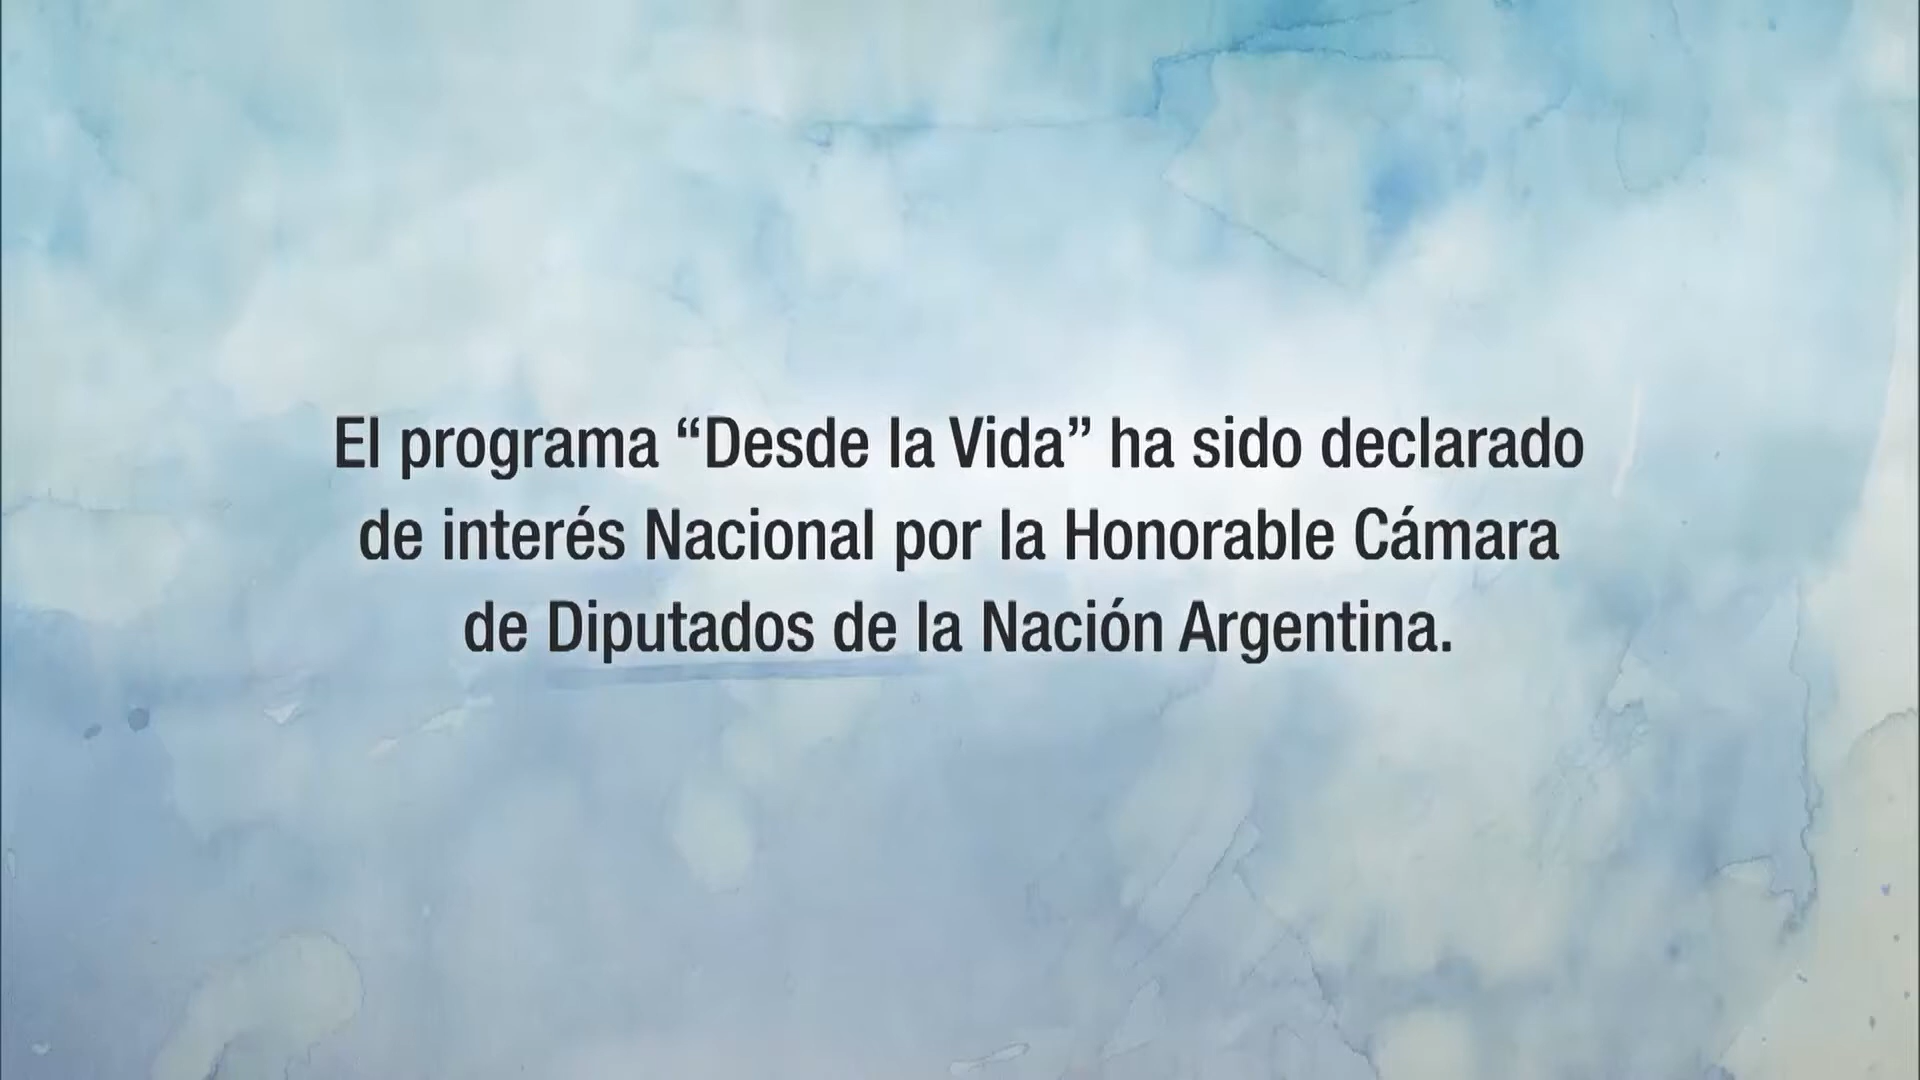 El programa “Desde la Vida” ha sido declarado
de interés Nacional por la Honorable Cámara
de Diputados de la Nación Argentina.